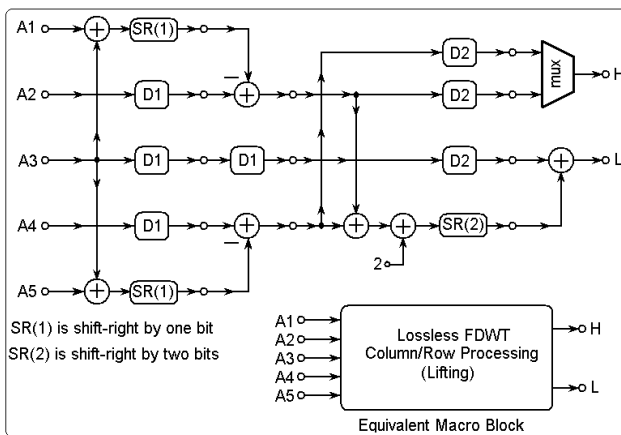 A1
SR(1)
D2
mux
H
A2
D1
D2
A3
D1
D1
D2
L
A4
D1
SR(2)
2
A5
SR(1)
SR(1) is shift-right by one bit
SR(2) is shift-right by two bits
A1
A2
A3
A4
A5
Lossless FDWT
Column/Row Processing
(Lifting)
H
L
Equivalent Macro Block